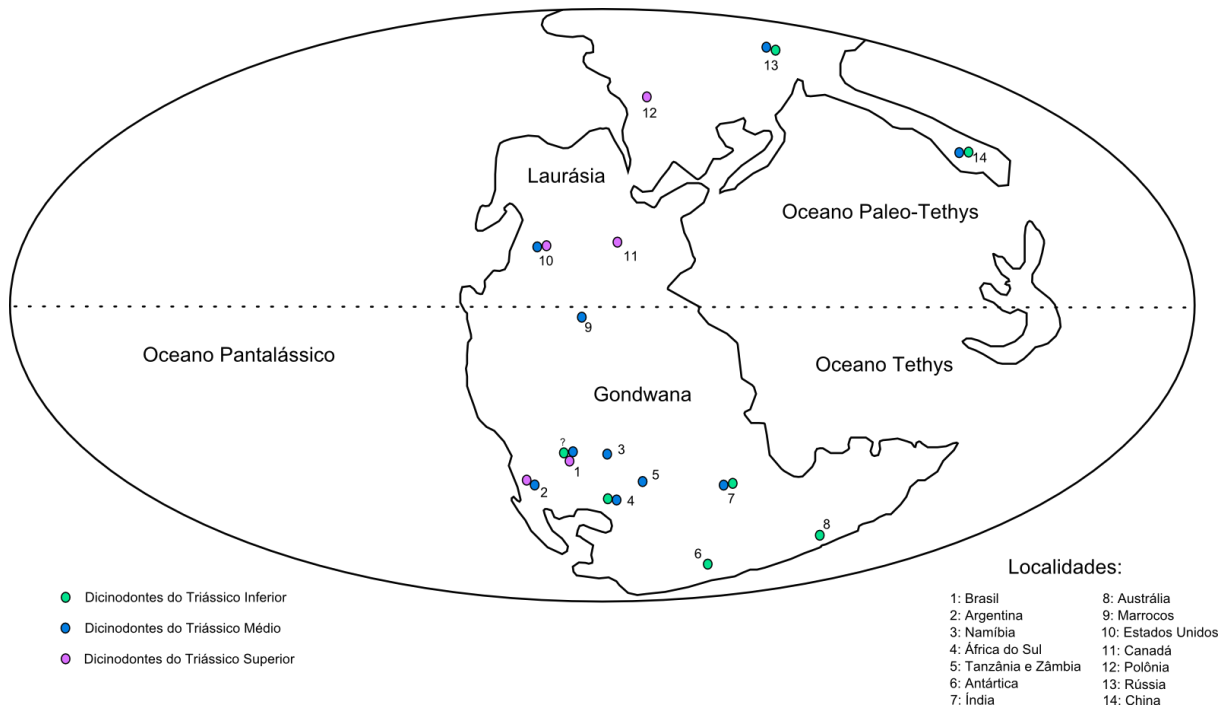 13
12
14
Laurásia
Oceano Paleo-Tethys
10
11
9
Oceano Pantalássico
Oceano Tethys
Gondwana
?
1
3
2
5
4
7
8
6
Dicinodontes do Triássico Inferior
Dicinodontes do Triássico Médio
Dicinodontes do Triássico Superior
Localidades:
1: Brasil
2: Argentina
3: Namíbia
4: África do Sul
5: Tanzânia e Zâmbia
6: Antártica
7: Índia
8: Austrália
9: Marrocos
10: Estados Unidos
11: Canadá
12: Polônia
13: Rússia
14: China